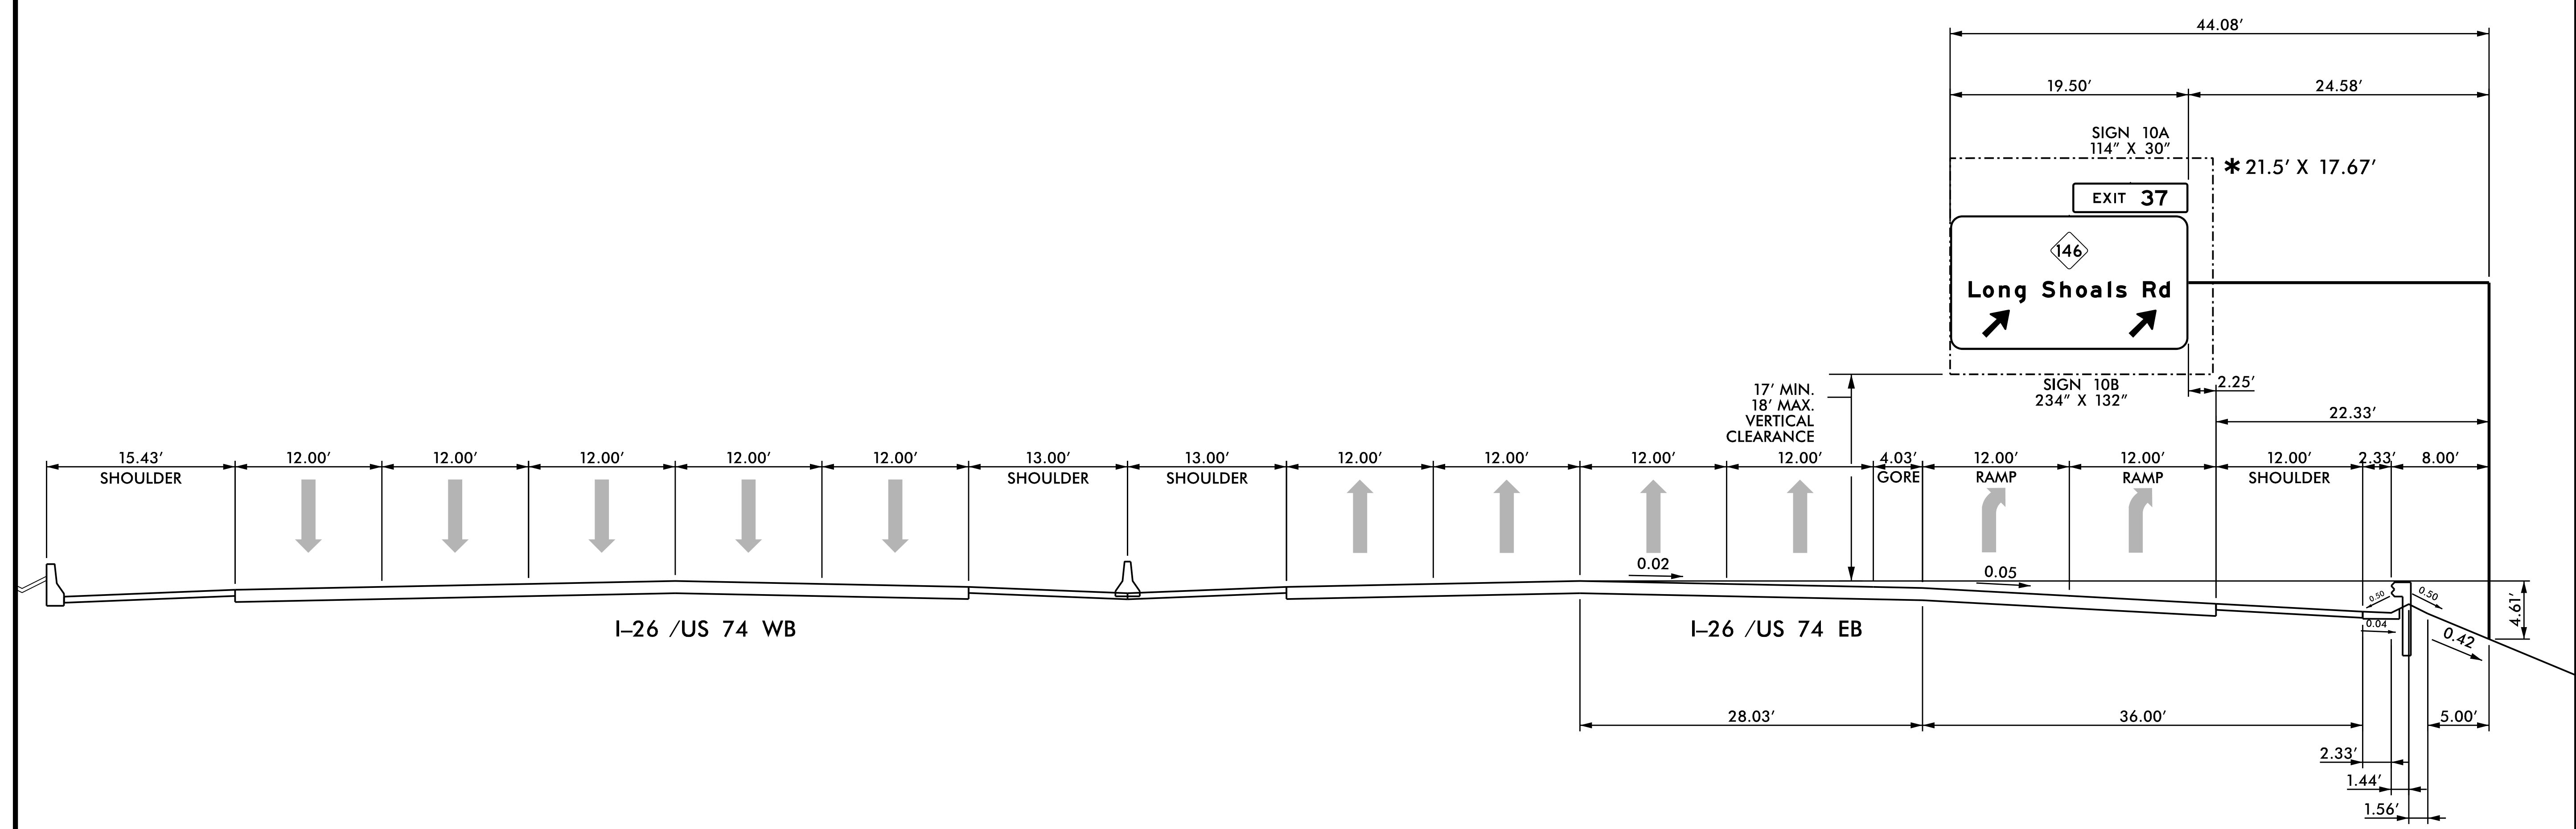 44.08′
19.50′ 24.58′
SIGN 10A
114″ X 30″
*21.5′ X 17.67′
EXIT 37
146
Long Shoals Rd
SIGN 10B
234″ X 132″
2.25′
17′ MIN.
18′ MAX.
VERTICAL
CLEARANCE
22.33′
15.43′ 12.00′ 12.00′ 12.00′ 12.00′ 12.00′ 13.00′ 13.00′ 12.00′ 12.00′ 12.00′ 12.00′ 4.03′ 12.00′ 12.00′ 12.00′ 2.33′ 8.00′
SHOULDER SHOULDER SHOULDER GORE RAMP RAMP SHOULDER
0.02 0.05
0.50 0.50
4.61′
0.04
0.42
I–26 /US 74 WB I–26 /US 74 EB
28.03′ 36.00′ 5.00′
2.33′
1.44′
1.56′